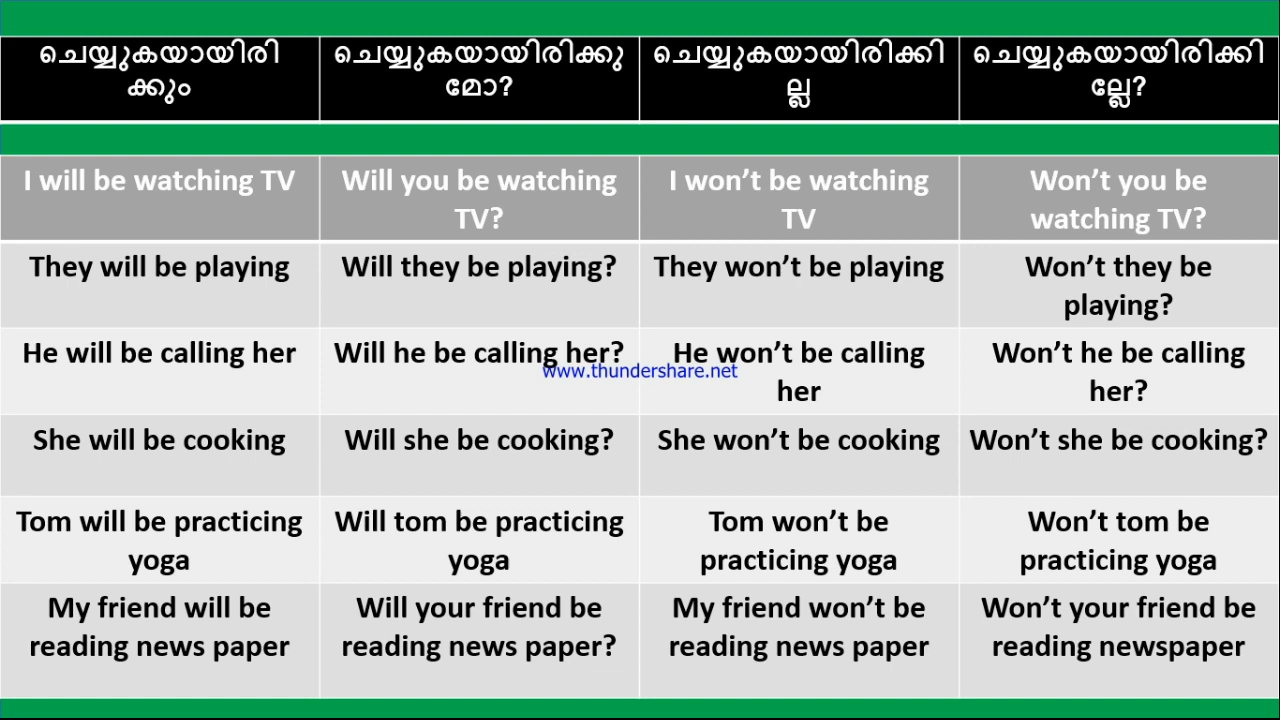 ചെയ്യുകയായിരി
ക്കും
ചെയ്യുകയായിരിക്കു
മോ?
ചെയ്യുകയായിരിക്കി
ല്ല
ചെയ്യുകയായിരിക്കി
ല്ലേ?
I will be watching TV
Will you be watching
TV?
I won’t be watching
TV
Won’t you be
watching TV?
They will be playing
Will they be playing?
They won’t be playing
Won’t they be
playing?
He will be calling her
Will he be calling her?
He won’t be calling
her
Won’t he be calling
her?
www.thundershare.net
She will be cooking
Will she be cooking?
She won’t be cooking
Won’t she be cooking?
Tom will be practicing
yoga
Will tom be practicing
yoga
Tom won’t be
practicing yoga
Won’t tom be
practicing yoga
My friend will be
reading news paper
Will your friend be
reading news paper?
My friend won’t be
reading news paper
Won’t your friend be
reading newspaper